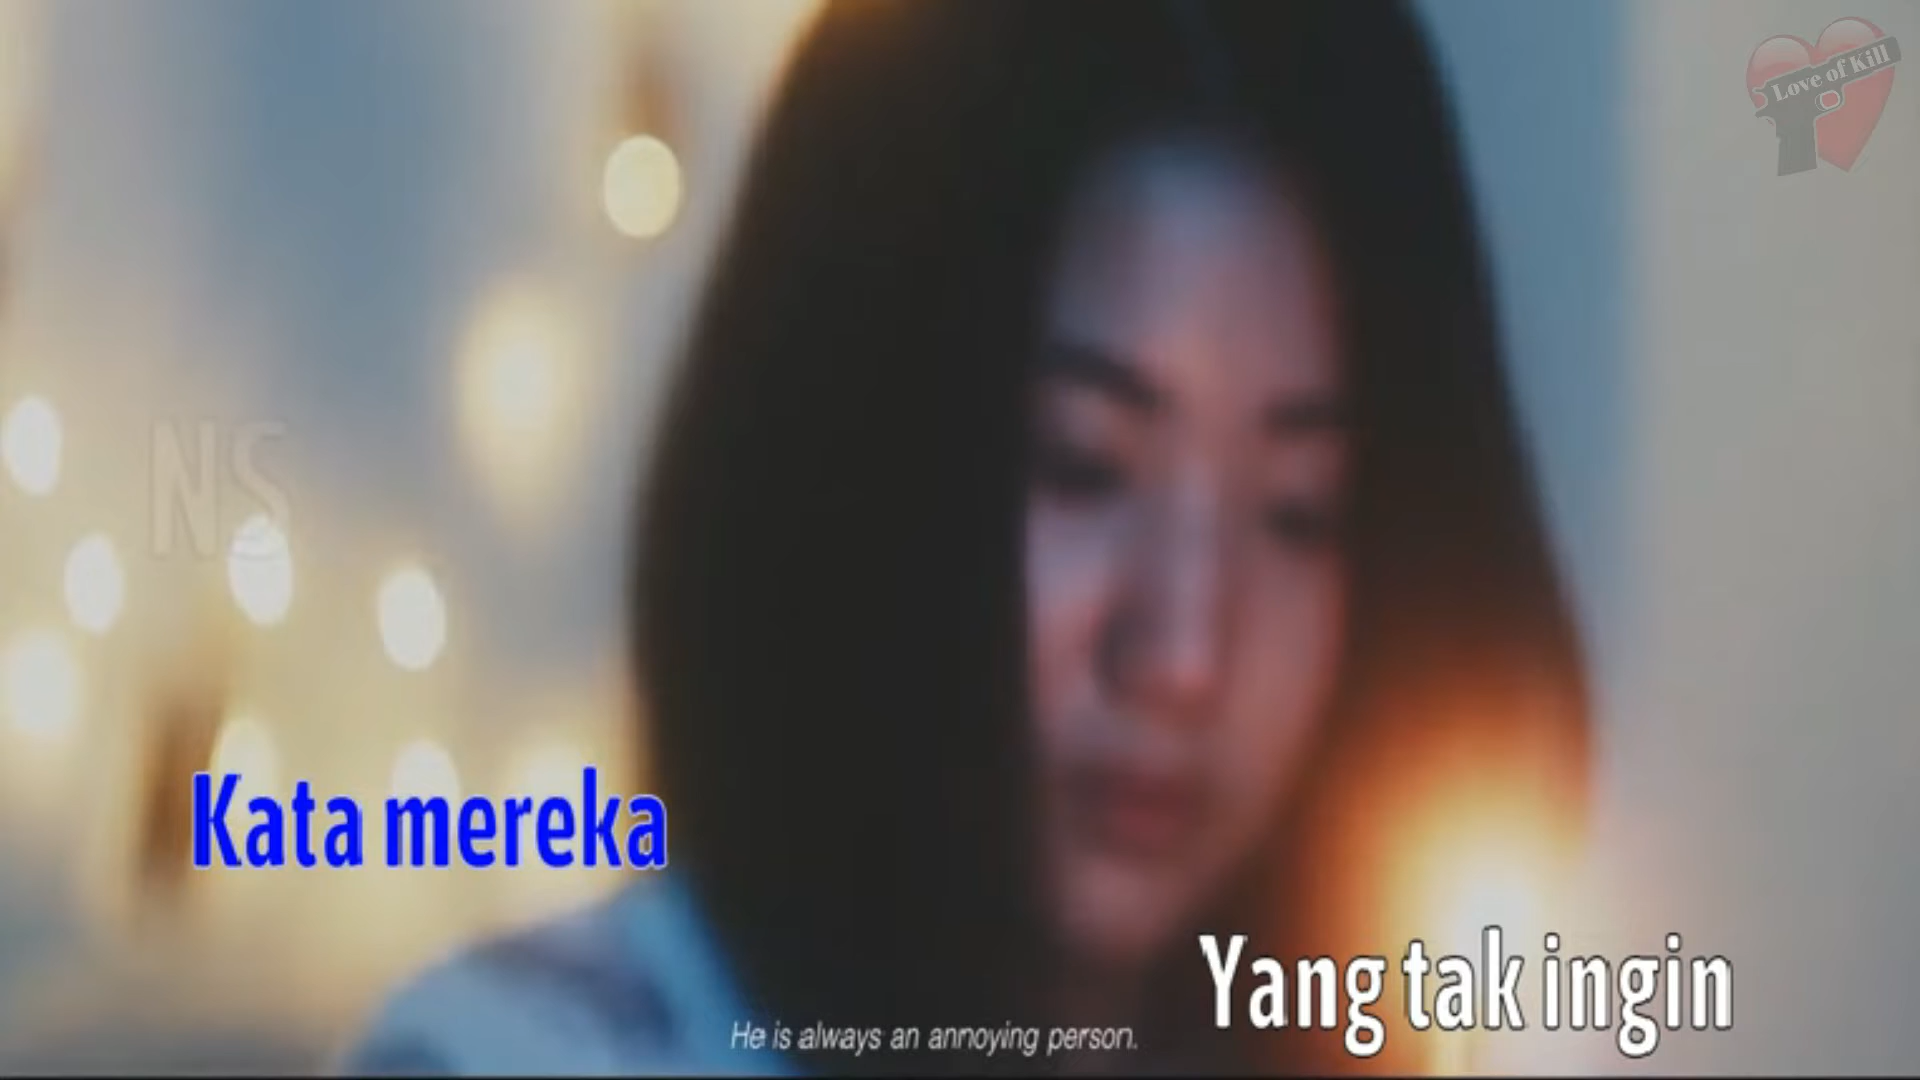 Love of Kill
NS
Kata mereka
Yang tak ingin
He is always an annoying person.